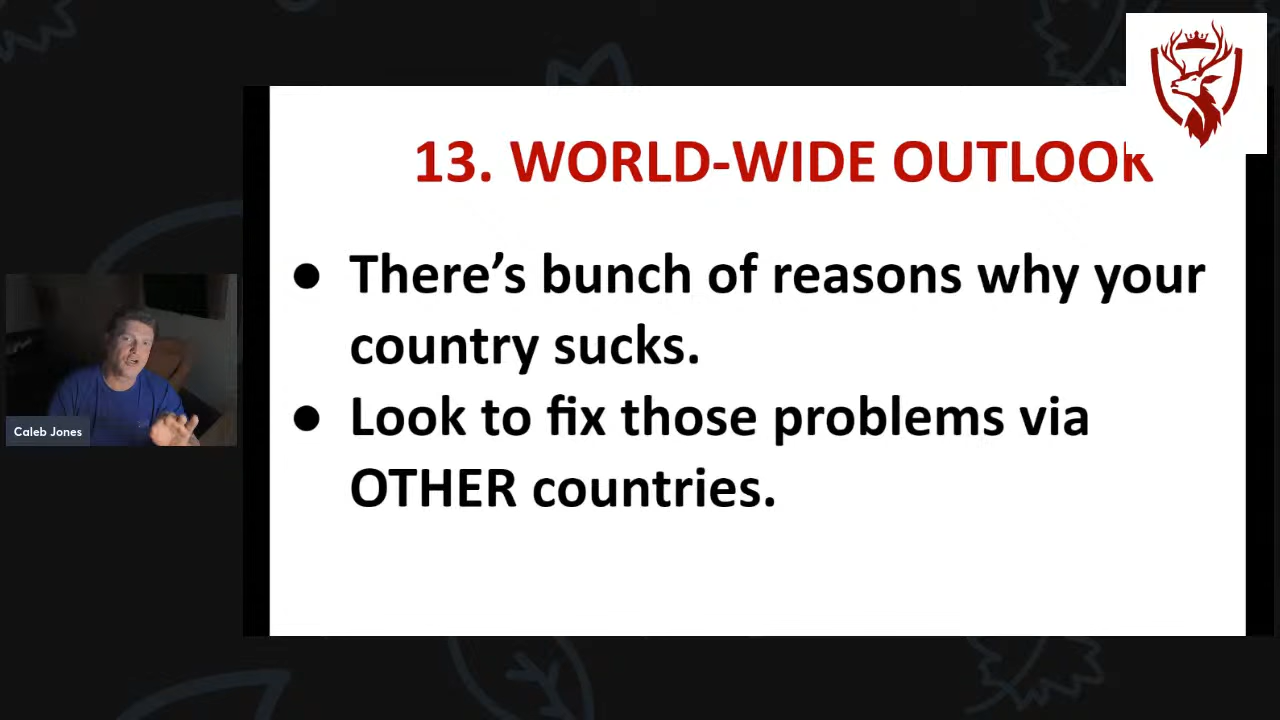 13. WORLD-WIDE OUTLOOK
● There’s bunch of reasons why your
country sucks.
● Look to fix those problems via
OTHER countries.
Caleb Jones